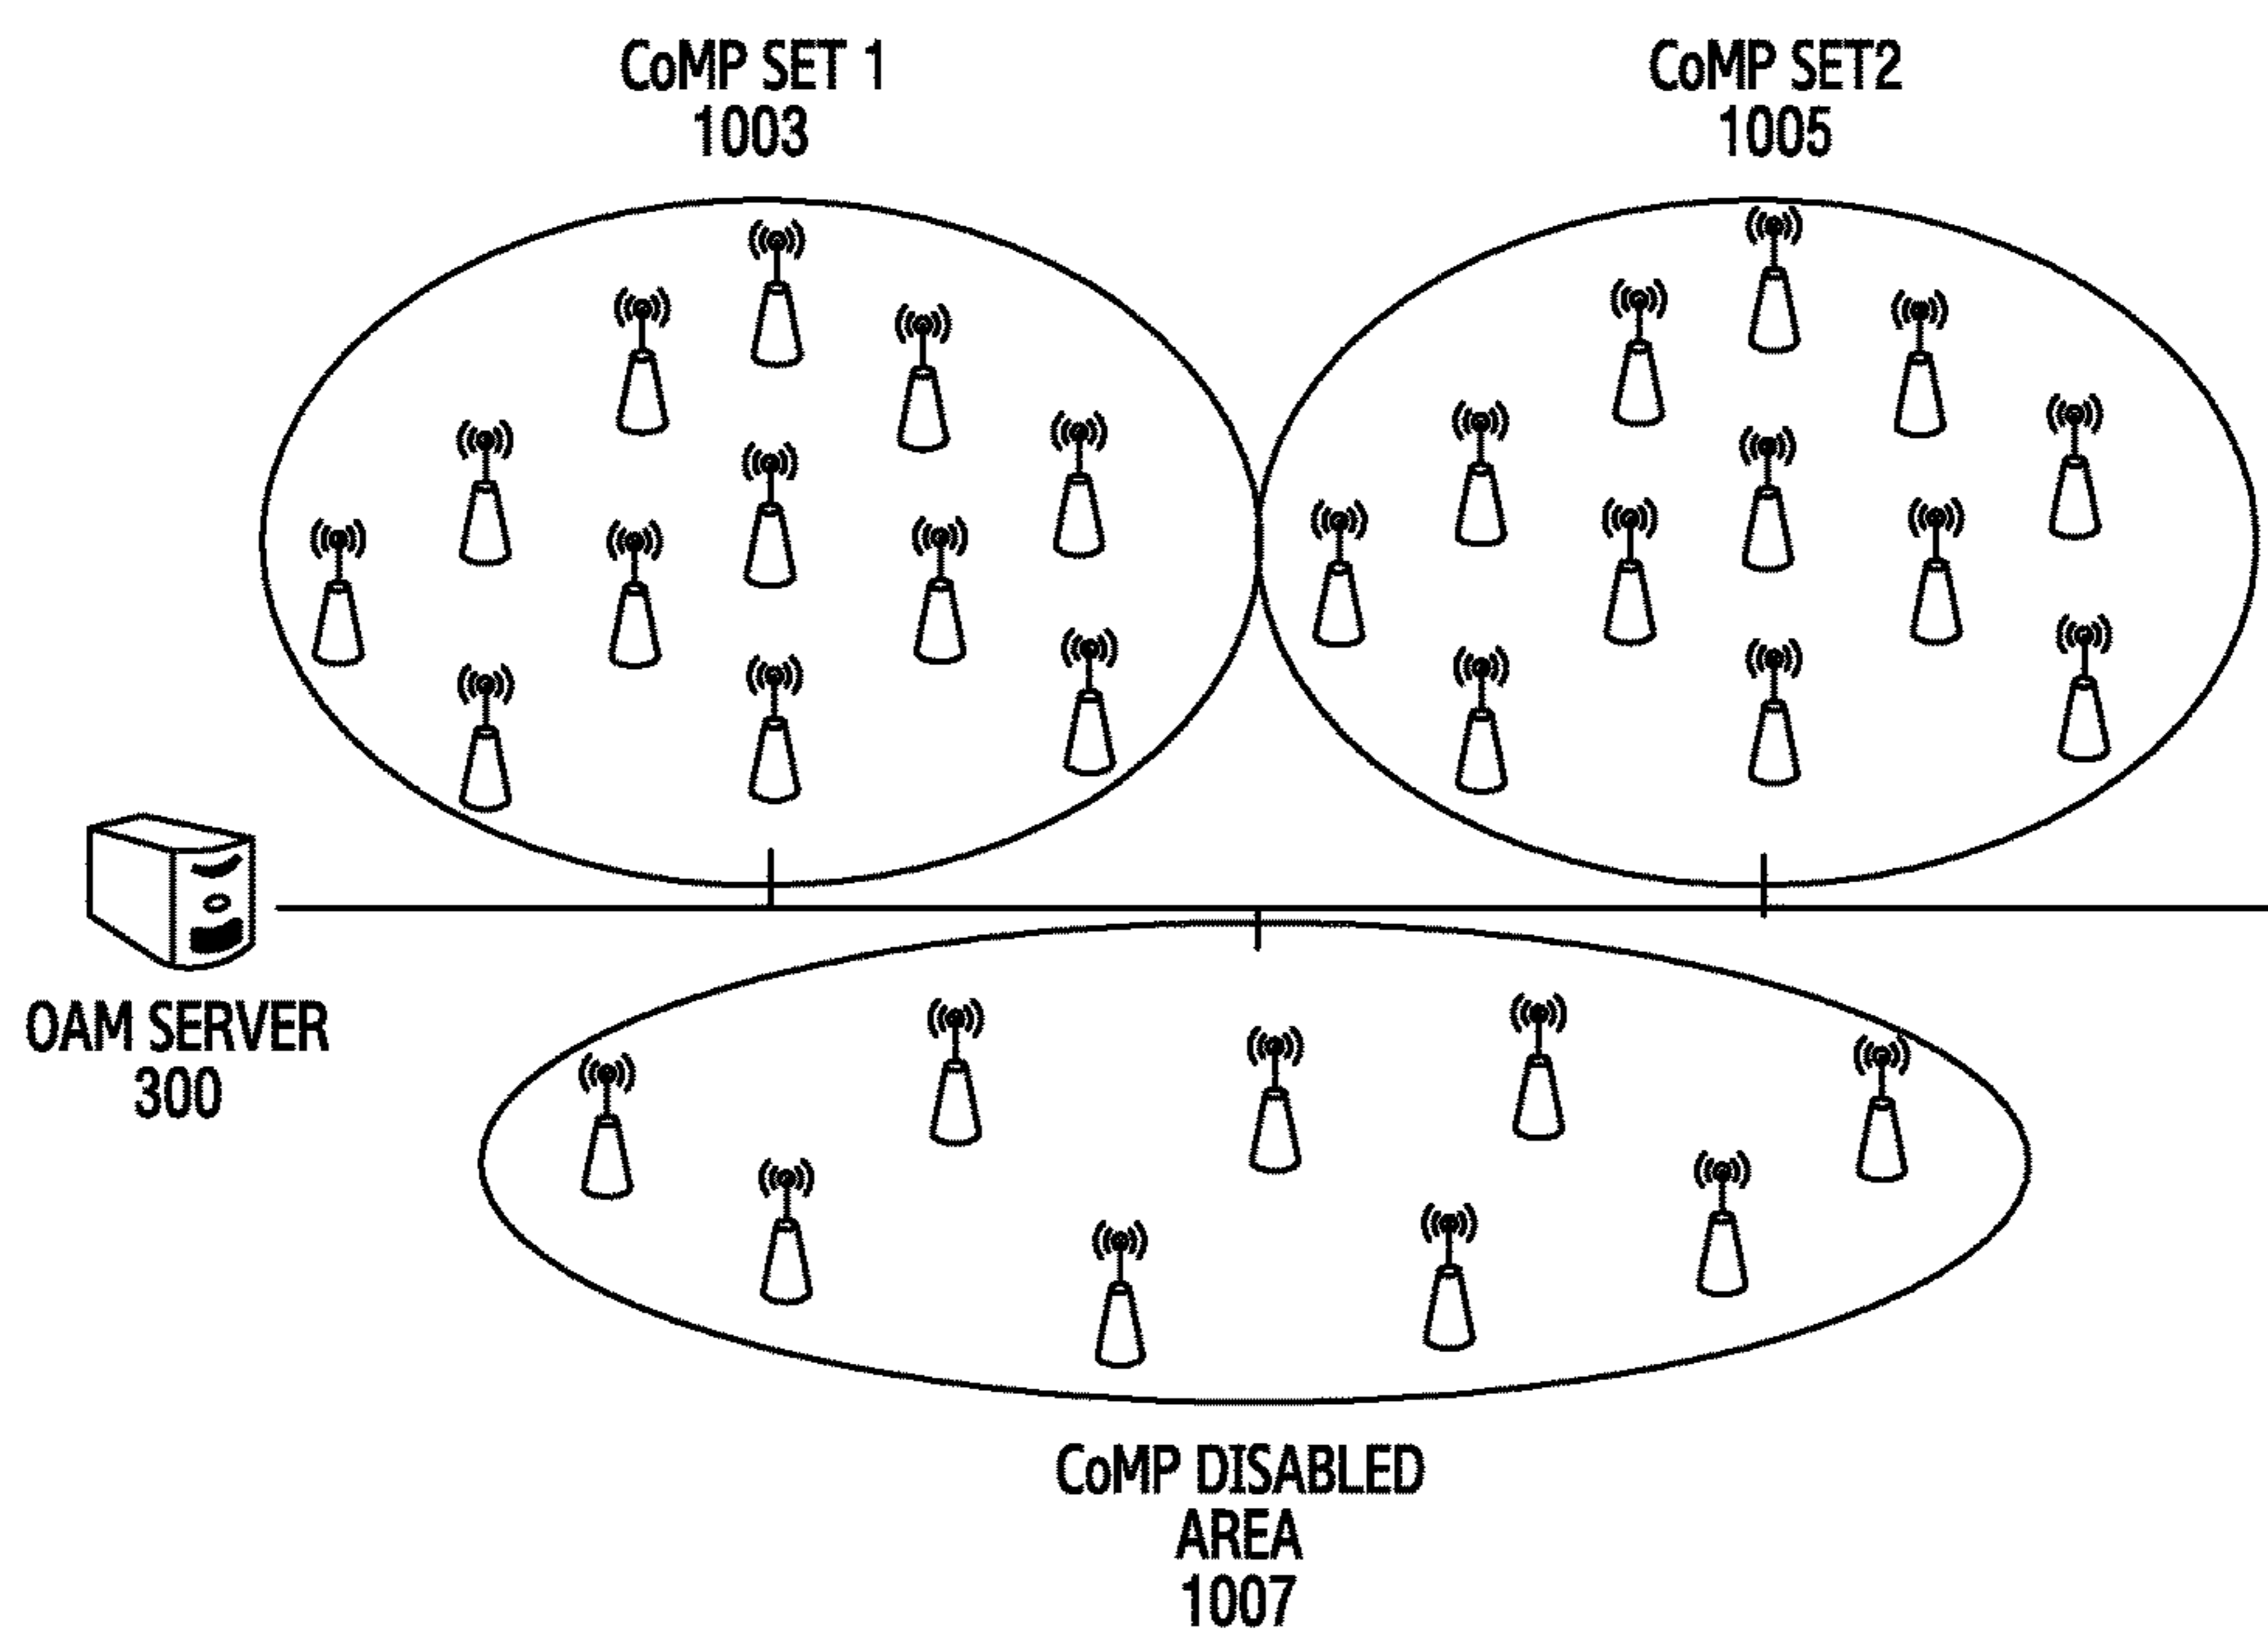 CoMP SET 1
1003
CoMP SET2
1005
OAM SERVER
300
CoMP DISABLED
AREA
1007